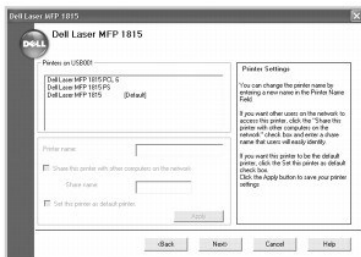 Dell Laser MFP 1815
DELL
Dell Laser MFP 1815
Printers on USB001
Dell Laser MFP 1815 PCL 6
Dell Laser MFP 1815 PS
Dell Laser MFP 1815 [Default]
Printer name:
Share this printer with other computers on the network.
Share name:
Set this printer as default printer.
Apply
Printer Settings
You can change the printer name by
entering a new name in the Printer Name
Field.
If you want other users on the network to
access this printer, click the "Share this
printer with other computers on the
network" check box and enter a share
name that users will easily identify.
If you want this printer to be the default
printer, click the Set this printer as default
check box.
Click the Apply button to save your printer
settings
<Back
Next>
Cancel
Help